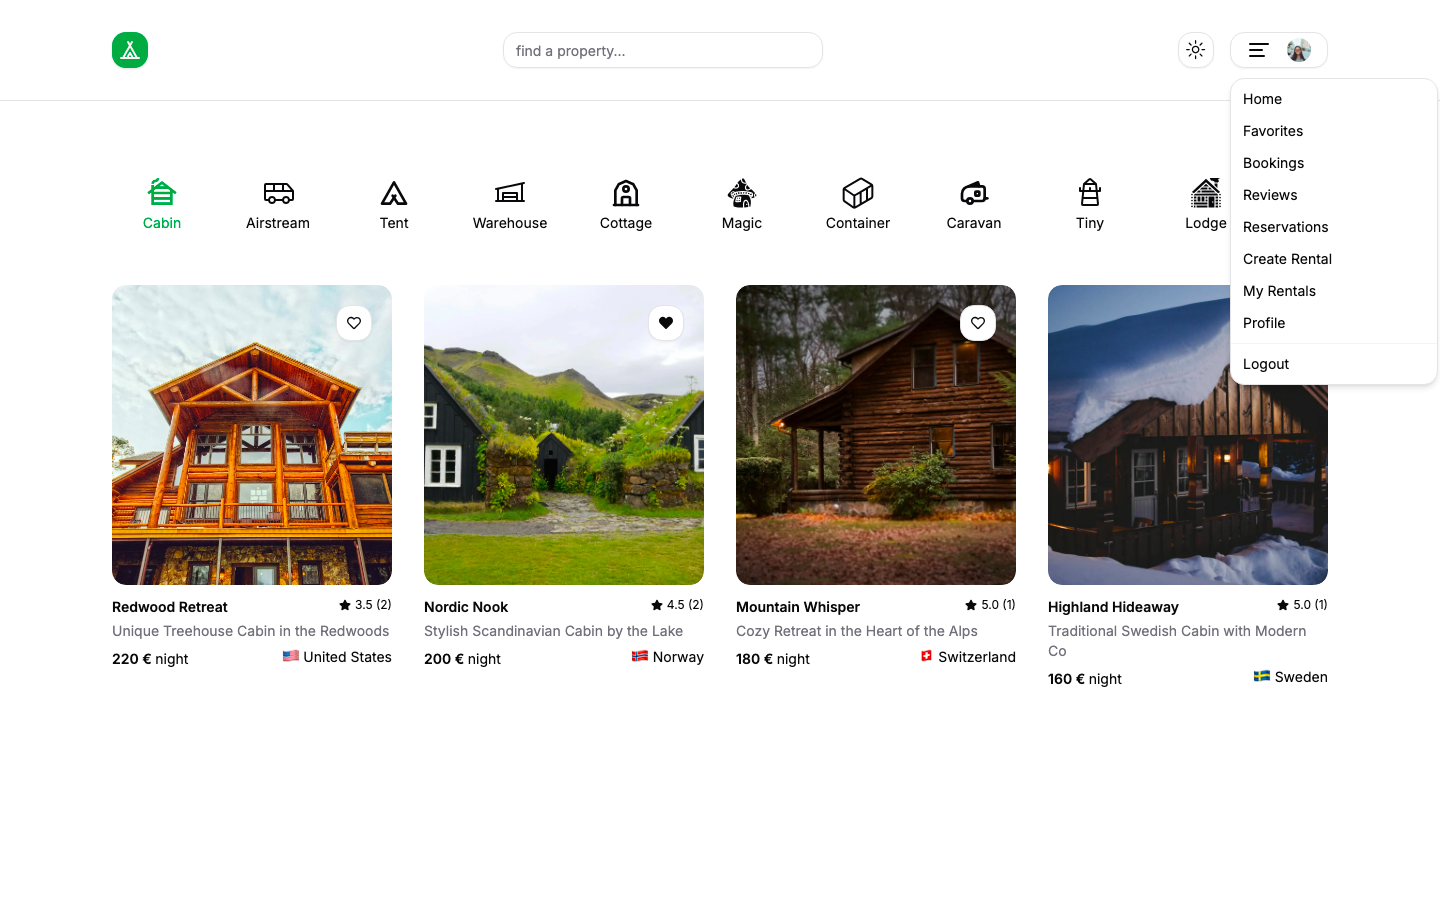 find a property...
Home
Favorites
Bookings
Reviews
Reservations
Create Rental
My Rentals
Profile
Logout
Cabin
Airstream
Tent
Warehouse
Cottage
Magic
Container
Caravan
Tiny
Lodge
Redwood Retreat
3.5 (2)
Unique Treehouse Cabin in the Redwoods
220 € night
United States
Nordic Nook
4.5 (2)
Stylish Scandinavian Cabin by the Lake
200 € night
Norway
Mountain Whisper
5.0 (1)
Cozy Retreat in the Heart of the Alps
180 € night
Switzerland
Highland Hideaway
5.0 (1)
Traditional Swedish Cabin with Modern
Co
160 € night
Sweden